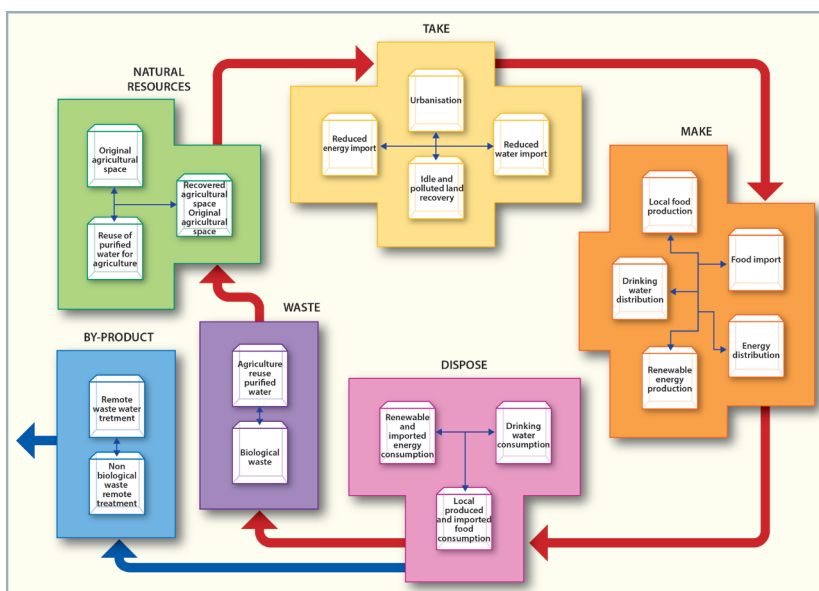 TAKE
NATURAL
RESOURCES
Urbanisation
Reduced
energy import
Reduced
water import
Idle and
polluted land
recovery
Original
agricultural
space
Recovered
agricultural
space
Original
agricultural
space
Reuse of
purified
water for
agriculture
MAKE
Local food
production
Food import
Drinking
water
distribution
Energy
distribution
Renewable
energy
production
WASTE
Agriculture
reuse
purified
water
Biological
waste
BY-PRODUCT
Remote
waste water
tretment
Non
biological
waste
remote
treatment
DISPOSE
Renewable
and
imported
energy
consumption
Drinking
water
consumption
Local
produced
and imported
food
consumption